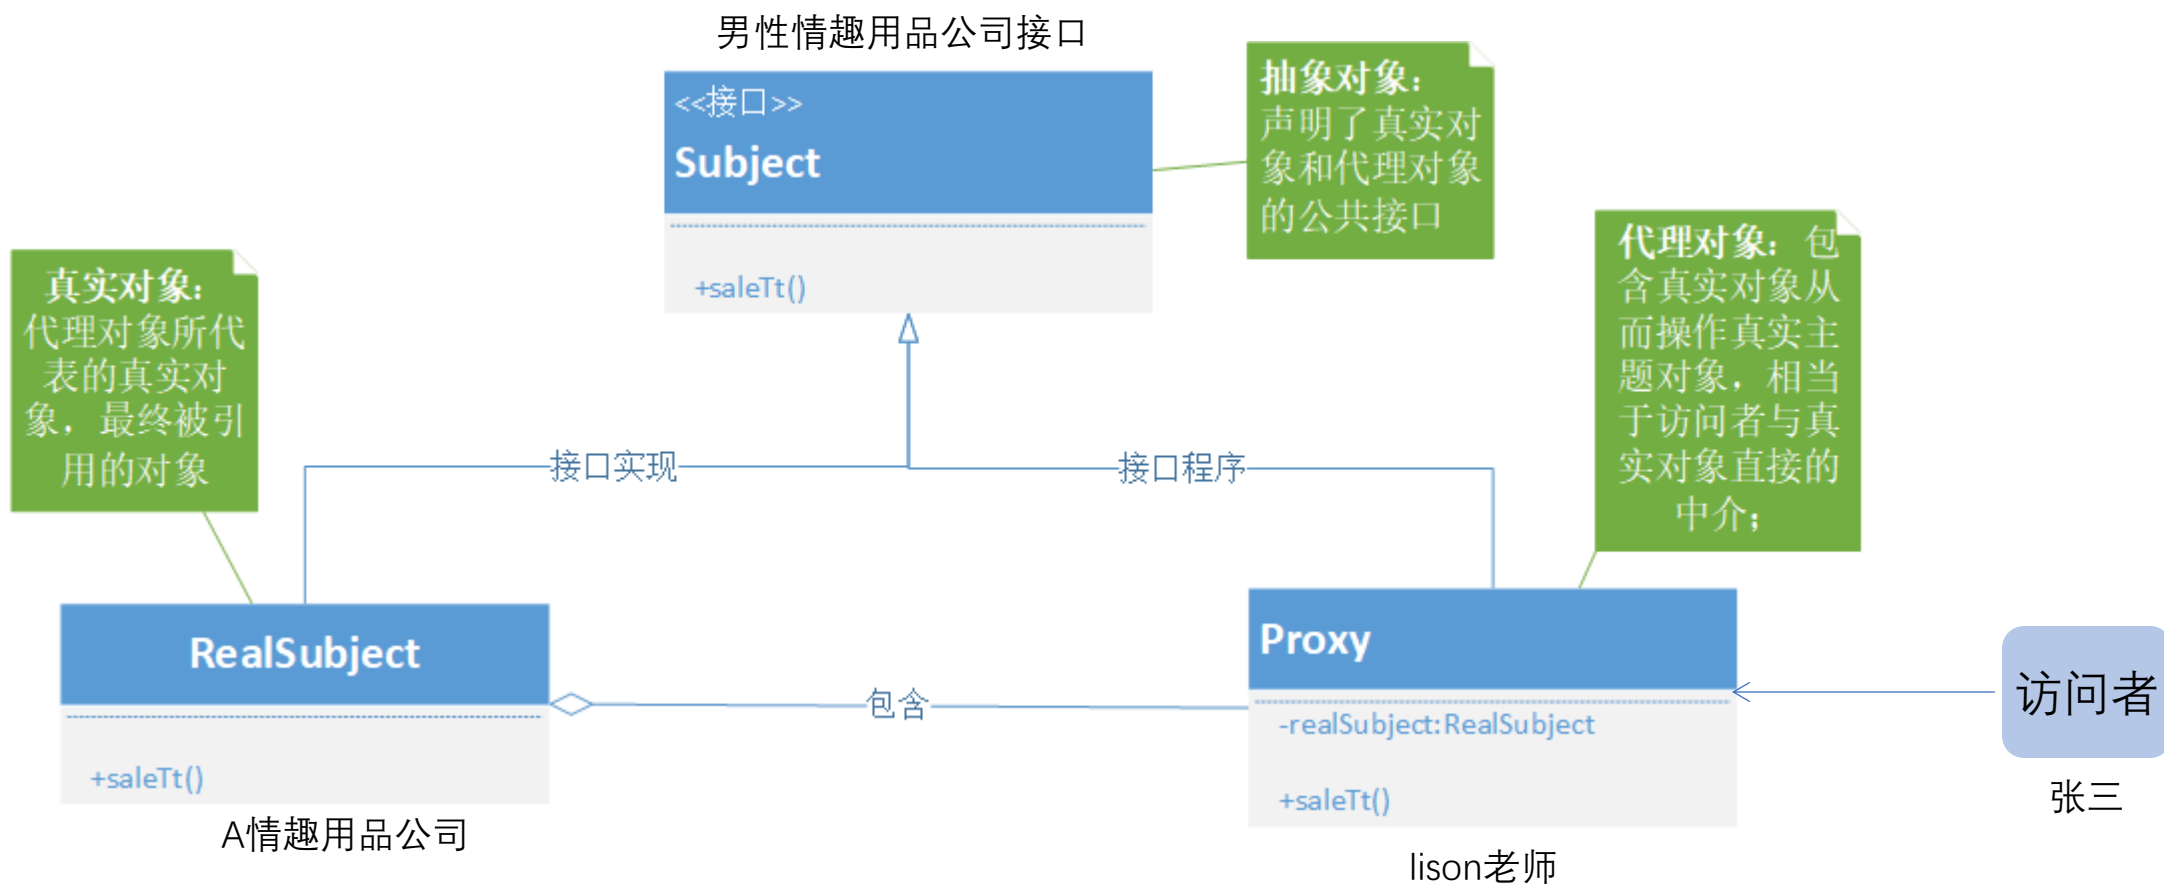 男性情趣用品公司接口
<<接口>>
Subject
+saleTt()
抽象对象：
声明了真实对
象和代理对象
的公共接口
代理对象：包
含真实对象从
而操作真实主
题对象，相当
于访问者与真
实对象直接的
中介；
真实对象：
代理对象所代
表的真实对
象，最终被引
用的对象
接口实现
接口程序
RealSubject
+saleTt()
A情趣用品公司
包含
Proxy
-realSubject:RealSubject
+saleTt()
lison老师
访问者
张三